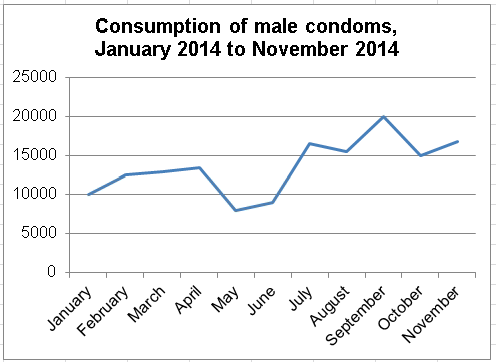 Consumption of male condoms,
January 2014 to November 2014
25000
20000
15000
10000
5000
0
January
February
March
April
May
June
July
August
September
October
November